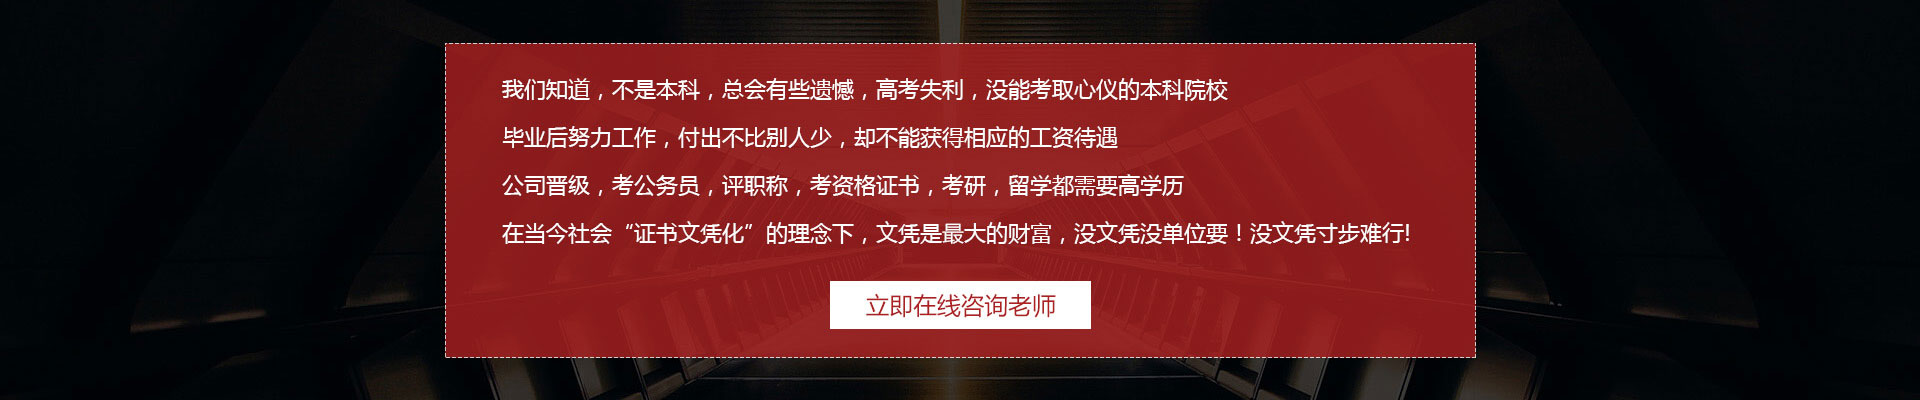 我们知道，不是本科，总会有些遗憾，高考失利，没能考取心仪的本科院校
毕业后努力工作，付出不比别人少，却不能获得相应的工资待遇
公司晋级，考公务员，评职称，考资格证书，考研，留学都需要高学历
在当今社会“证书文凭化”的理念下，文凭是最大的财富，没文凭没单位要！没文凭寸步难行!
立即在线咨询老师